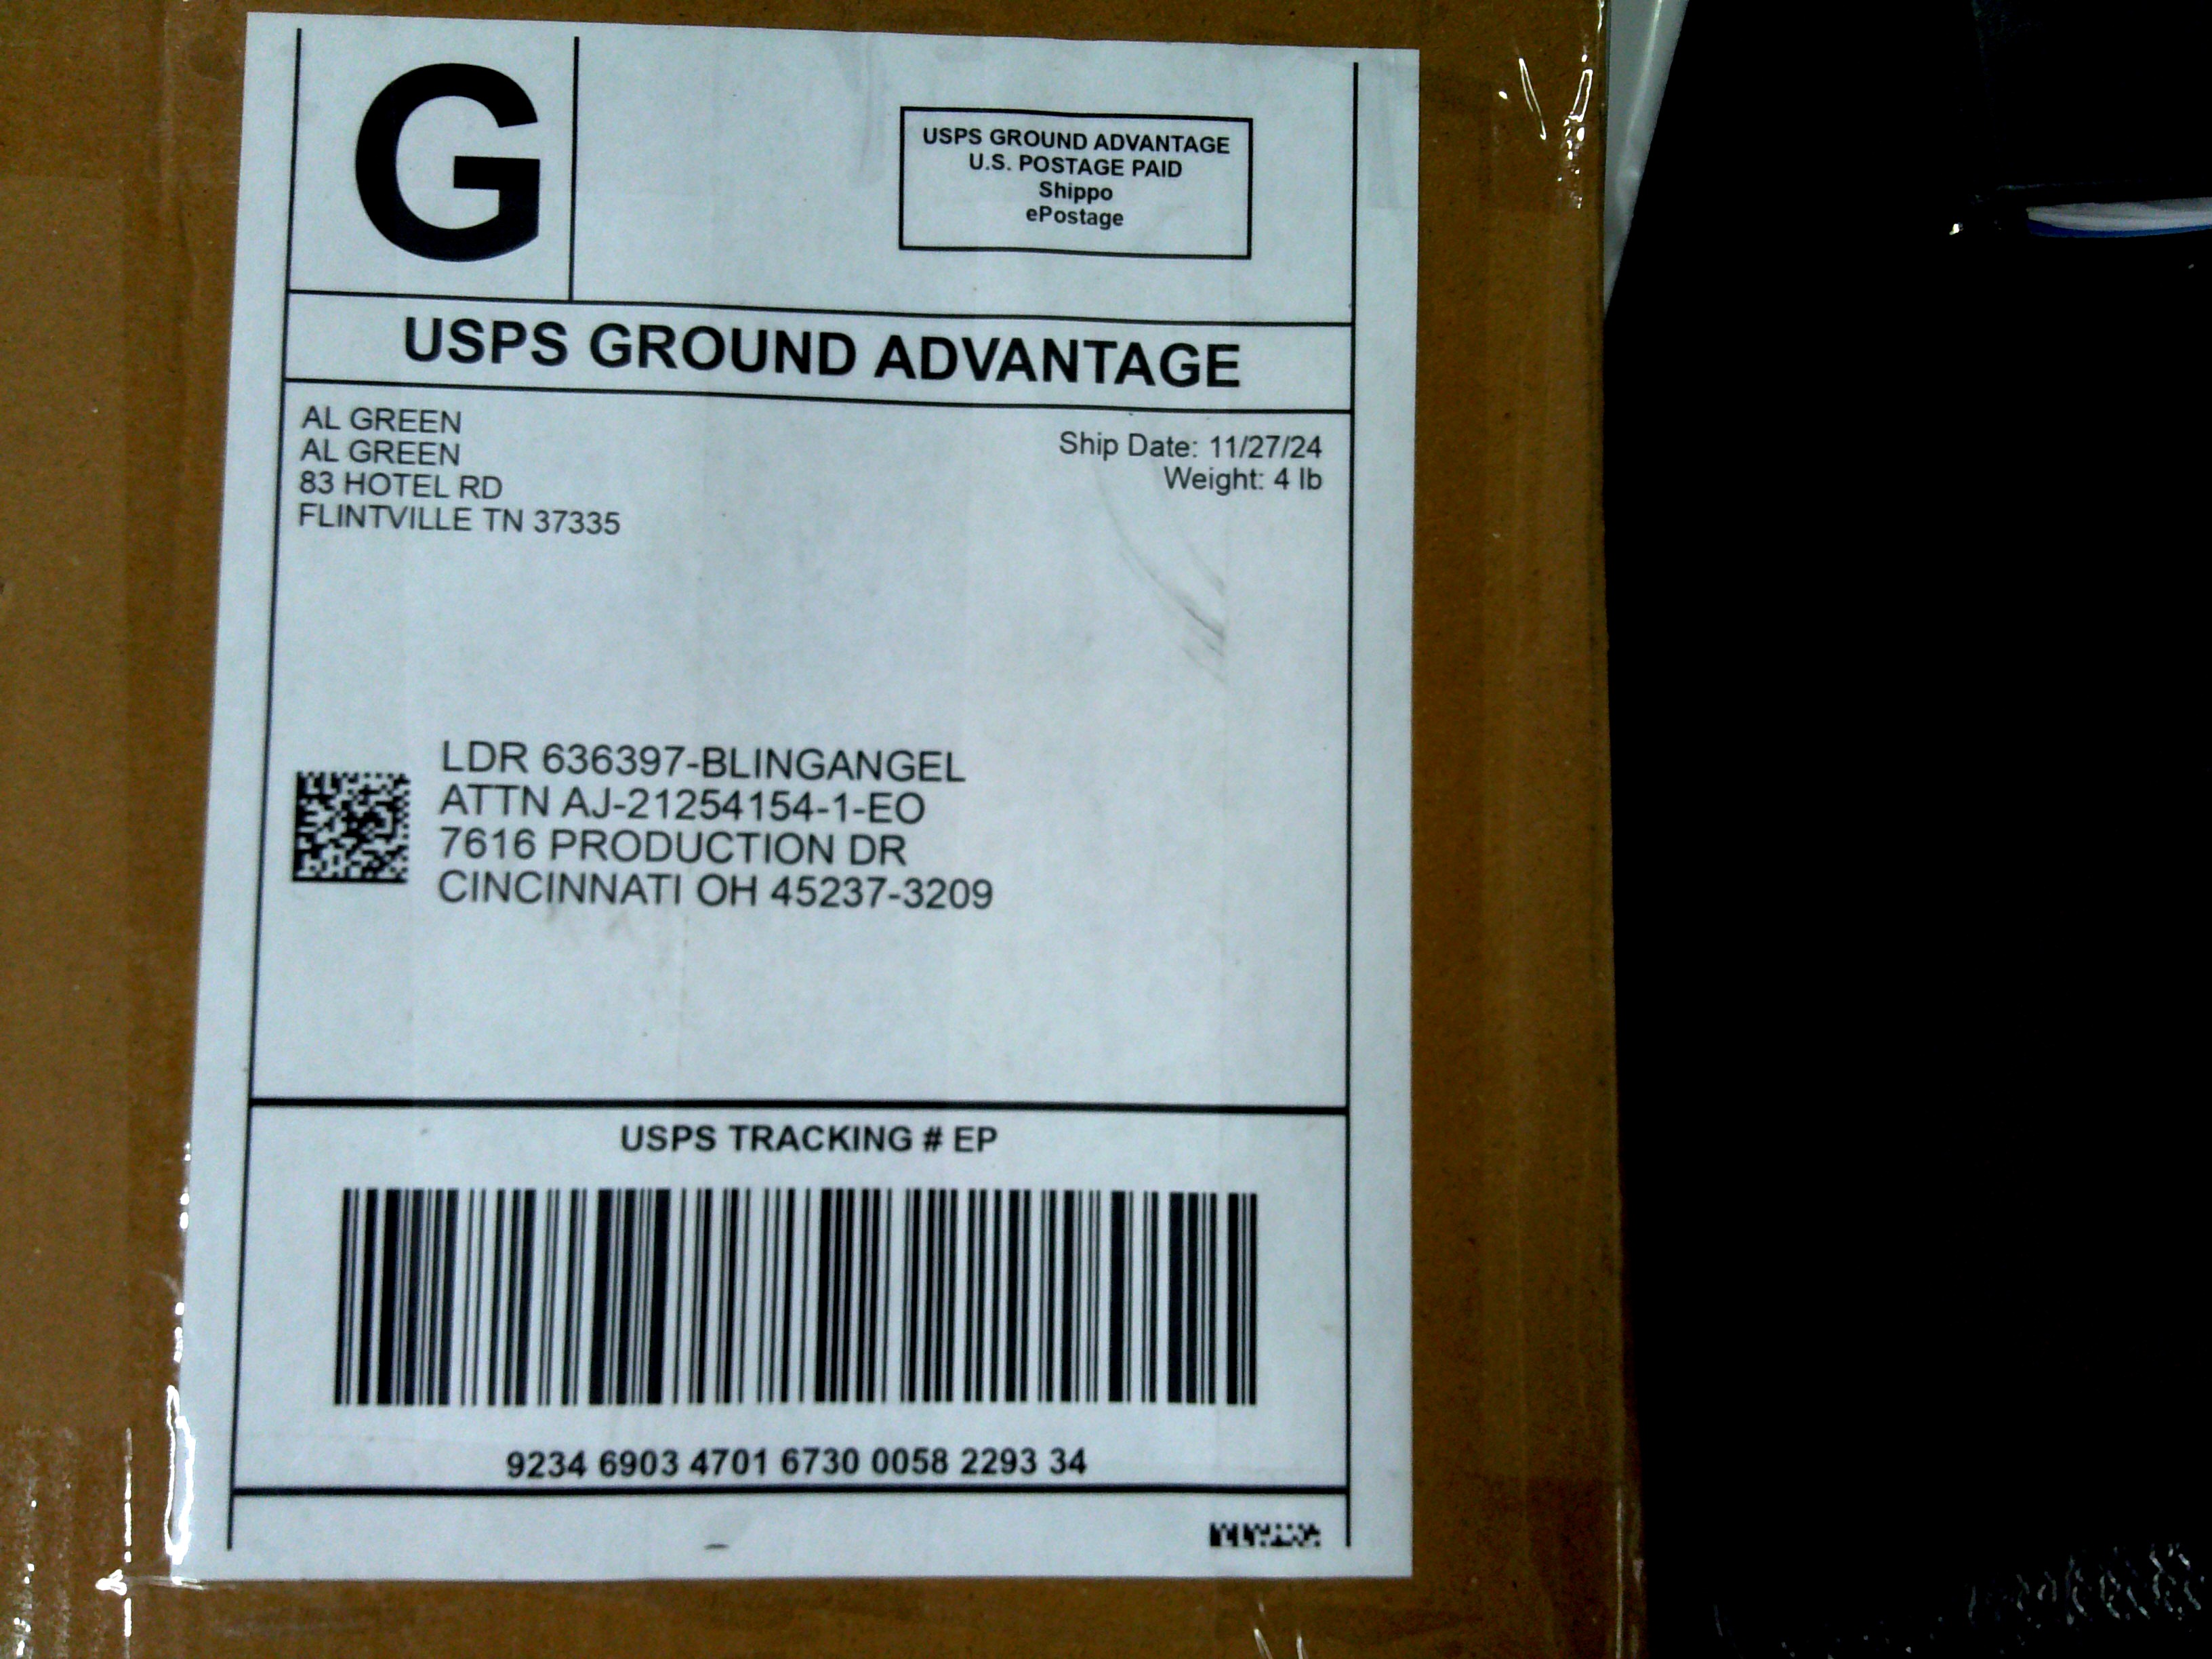 G
USPS GROUND ADVANTAGE
U.S. POSTAGE PAID
Shippo
ePostage
USPS GROUND ADVANTAGE
AL GREEN
AL GREEN
83 HOTEL RD
FLINTVILLE TN 37335
Ship Date: 11/27/24
Weight: 4 lb
LDR 636397-BLINGANGEL
ATTN AJ-21254154-1-EO
7616 PRODUCTION DR
CINCINNATI OH 45237-3209
USPS TRACKING # EP
9234 6903 4701 6730 0058 2293 34